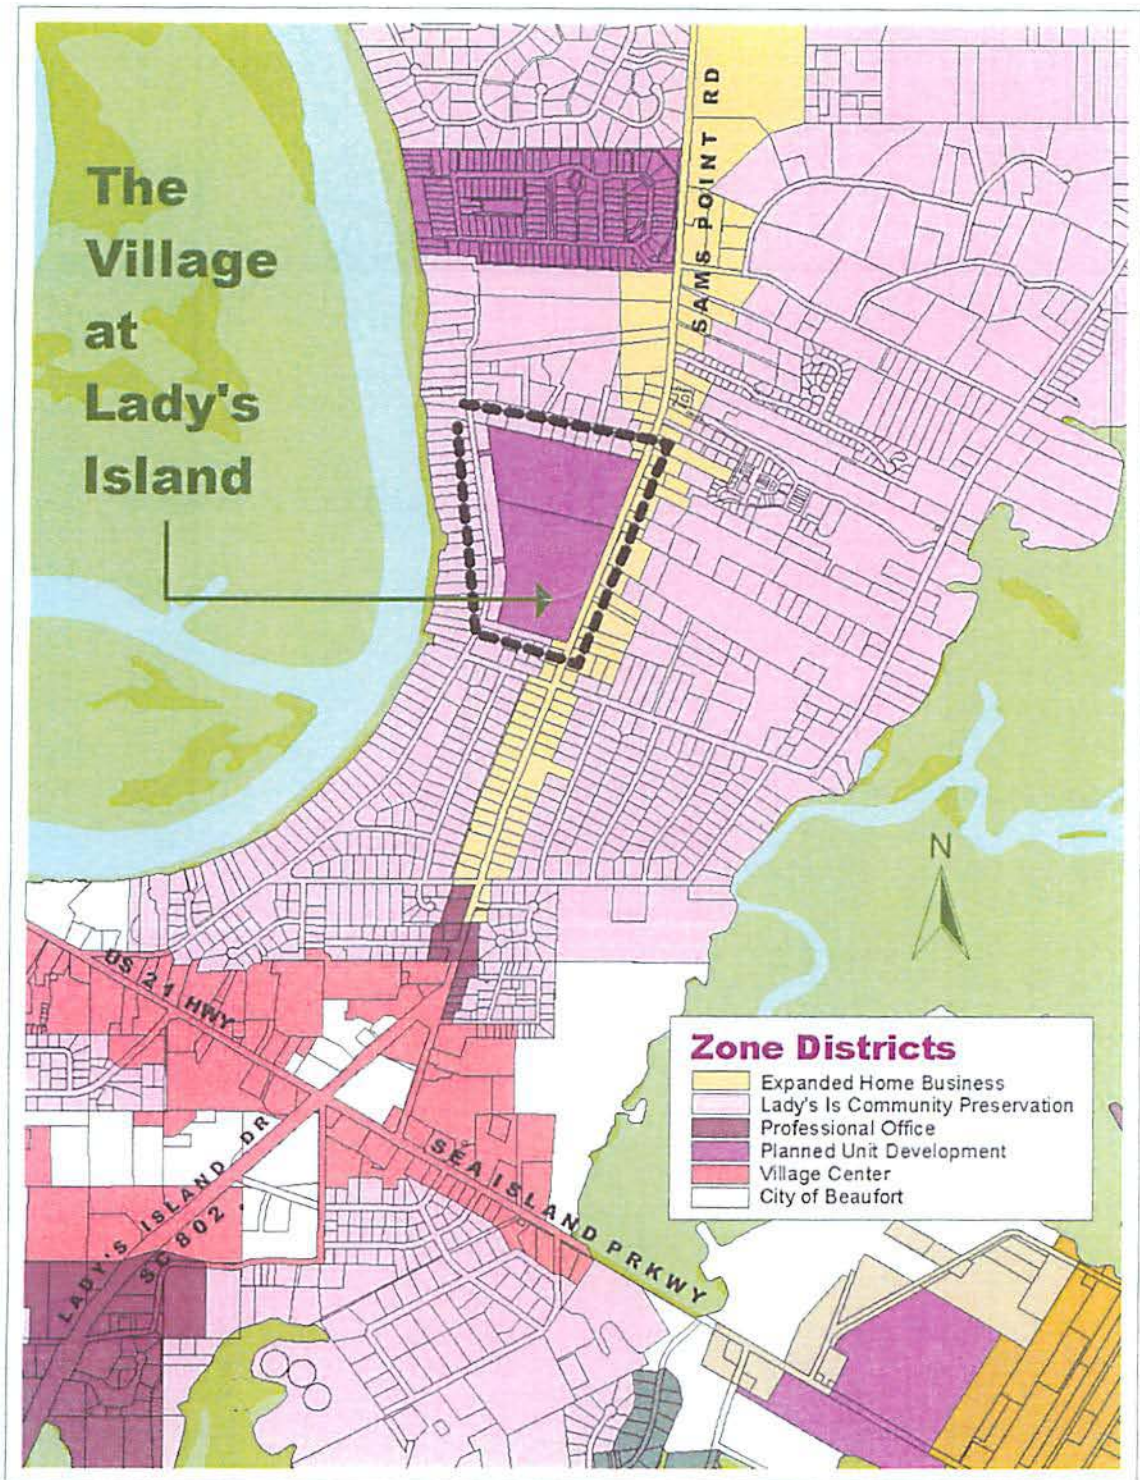 The
Village
at
Lady's
Island
SAMS POINT RD
N
US 21 HWY
LADY'S ISLAND DR
SC 802
SEA ISLAND PRKWY
Zone Districts
Expanded Home Business
Lady's Is Community Preservation
Professional Office
Planned Unit Development
Village Center
City of Beaufort